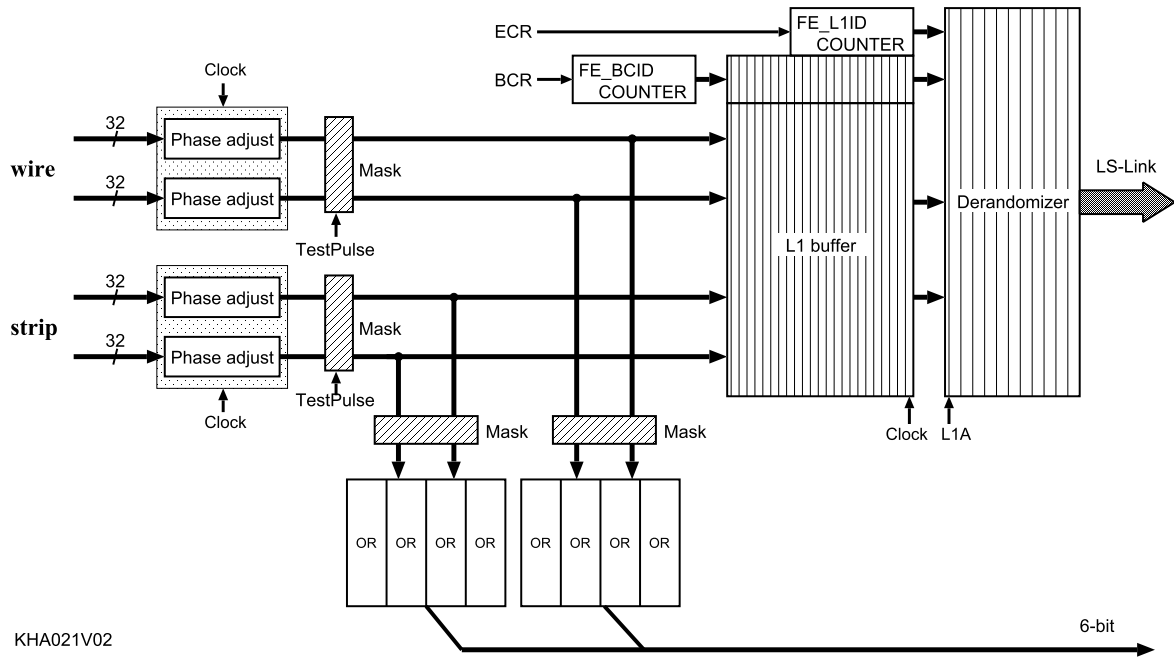 ECR
FE_L1ID
COUNTER
BCR
FE_BCID
COUNTER
Clock
32
Phase adjust
wire
32
Phase adjust
Mask
TestPulse
LS-Link
Derandomizer
L1 buffer
32
Phase adjust
strip
32
Phase adjust
Mask
TestPulse
Clock
Clock
L1A
Mask
Mask
OR
OR
OR
OR
OR
OR
OR
OR
6-bit
KHA021V02